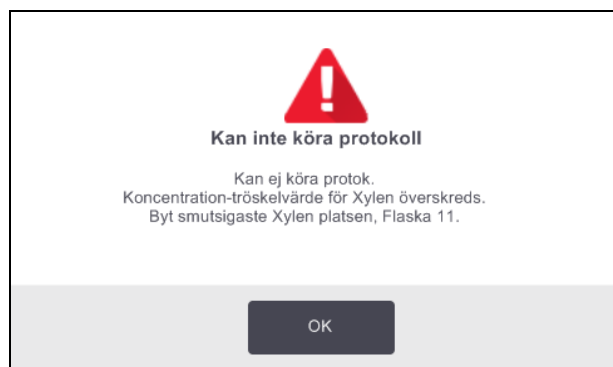 Kan inte köra protokoll
Kan ej köra protok.
Koncentration-tröskelvärde för Xylen överskreds.
Byt smutsigaste Xylen platsen, Flaska 11.
OK